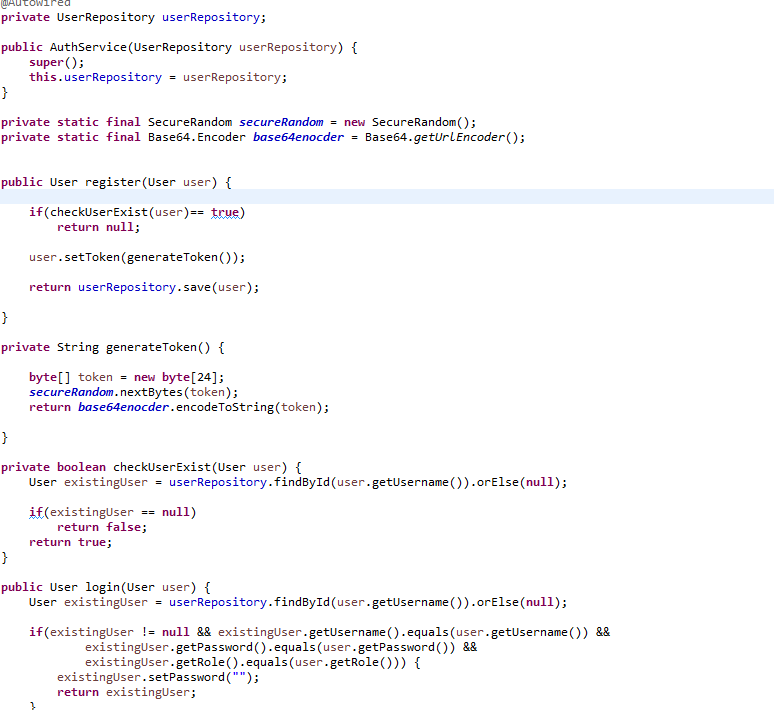 @Autowired
private UserRepository userRepository;
public AuthService(UserRepository userRepository) {
super();
this.userRepository = userRepository;
}
private static final SecureRandom secureRandom = new SecureRandom();
private static final Base64.Encoder base64enocder = Base64.getUrlEncoder();
public User register(User user) {
if(checkUserExist(user)== true)
return null;
user.setToken(generateToken());
return userRepository.save(user);
}
private String generateToken() {
byte[] token = new byte[24];
secureRandom.nextBytes(token);
return base64enocder.encodeToString(token);
}
private boolean checkUserExist(User user) {
User existingUser = userRepository.findById(user.getUsername()).orElse(null);
if(existingUser == null)
return false;
return true;
}
public User login(User user) {
User existingUser = userRepository.findById(user.getUsername()).orElse(null);
if(existingUser != null && existingUser.getUsername().equals(user.getUsername()) &&
existingUser.getPassword().equals(user.getPassword()) &&
existingUser.getRole().equals(user.getRole())) {
existingUser.setPassword("");
return existingUser;
}